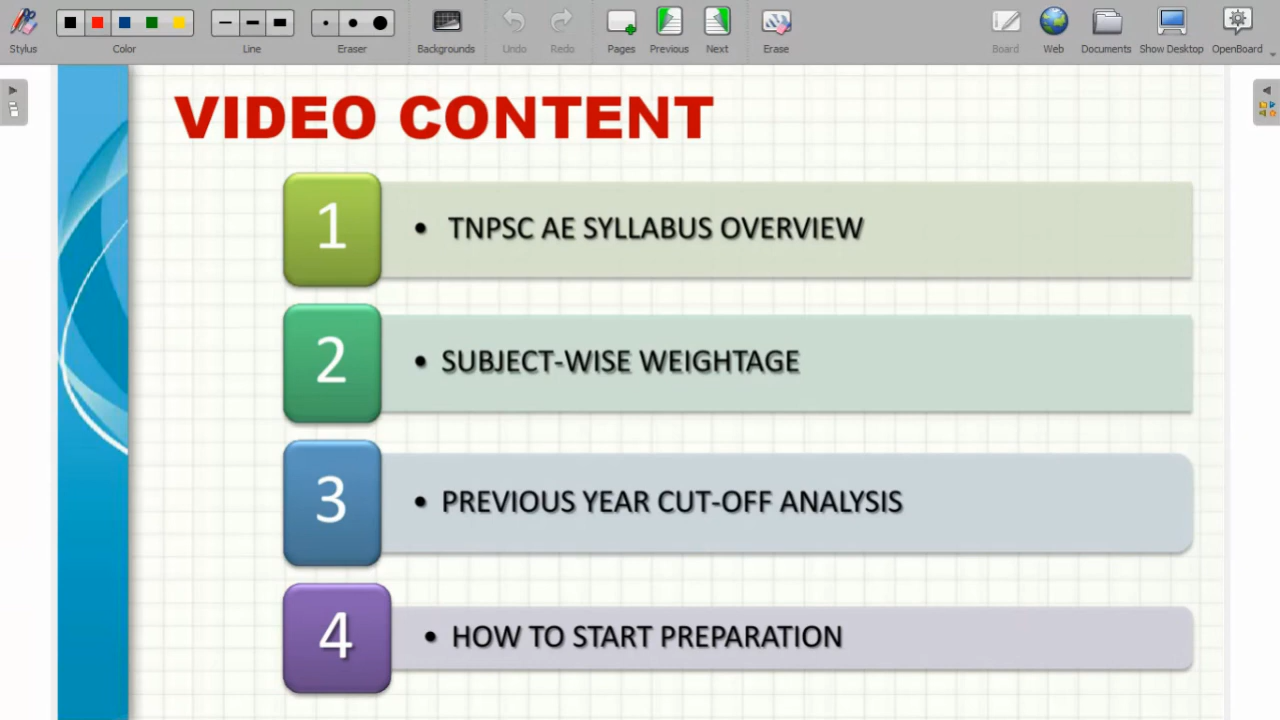 Stylus Color Line Eraser Backgrounds Undo Redo Pages Previous Next Erase Board Web Documents Show Desktop OpenBoard
VIDEO CONTENT
1 • TNPSC AE SYLLABUS OVERVIEW
2 • SUBJECT-WISE WEIGHTAGE
3 • PREVIOUS YEAR CUT-OFF ANALYSIS
4 • HOW TO START PREPARATION